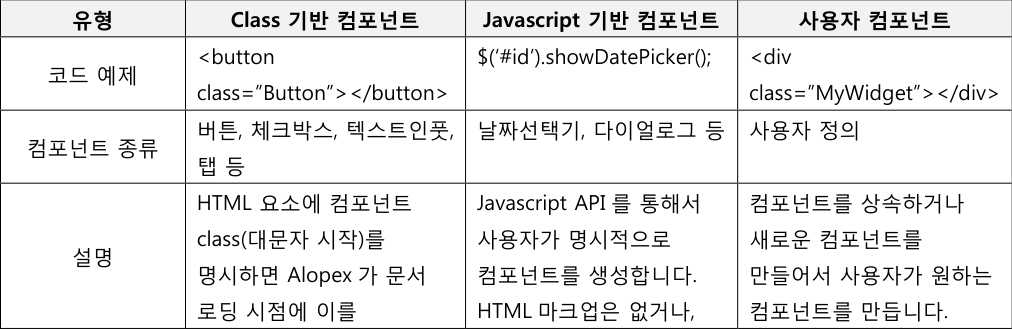 유형 Class 기반 컴포넌트 Javascript 기반 컴포넌트 사용자 컴포넌트
코드 예제
<button
class=”Button”></button>
$(‘#id’).showDatePicker();
<div
class=”MyWidget”></div>
컴포넌트 종류
버튼, 체크박스, 텍스트인풋,
탭 등
날짜선택기, 다이얼로그 등
사용자 정의
설명
HTML 요소에 컴포넌트
class(대문자 시작)를
명시하면 Alopex 가 문서
로딩 시점에 이를
Javascript API 를 통해서
사용자가 명시적으로
컴포넌트를 생성합니다.
HTML 마크업은 없거나,
컴포넌트를 상속하거나
새로운 컴포넌트를
만들어서 사용자가 원하는
컴포넌트를 만듭니다.